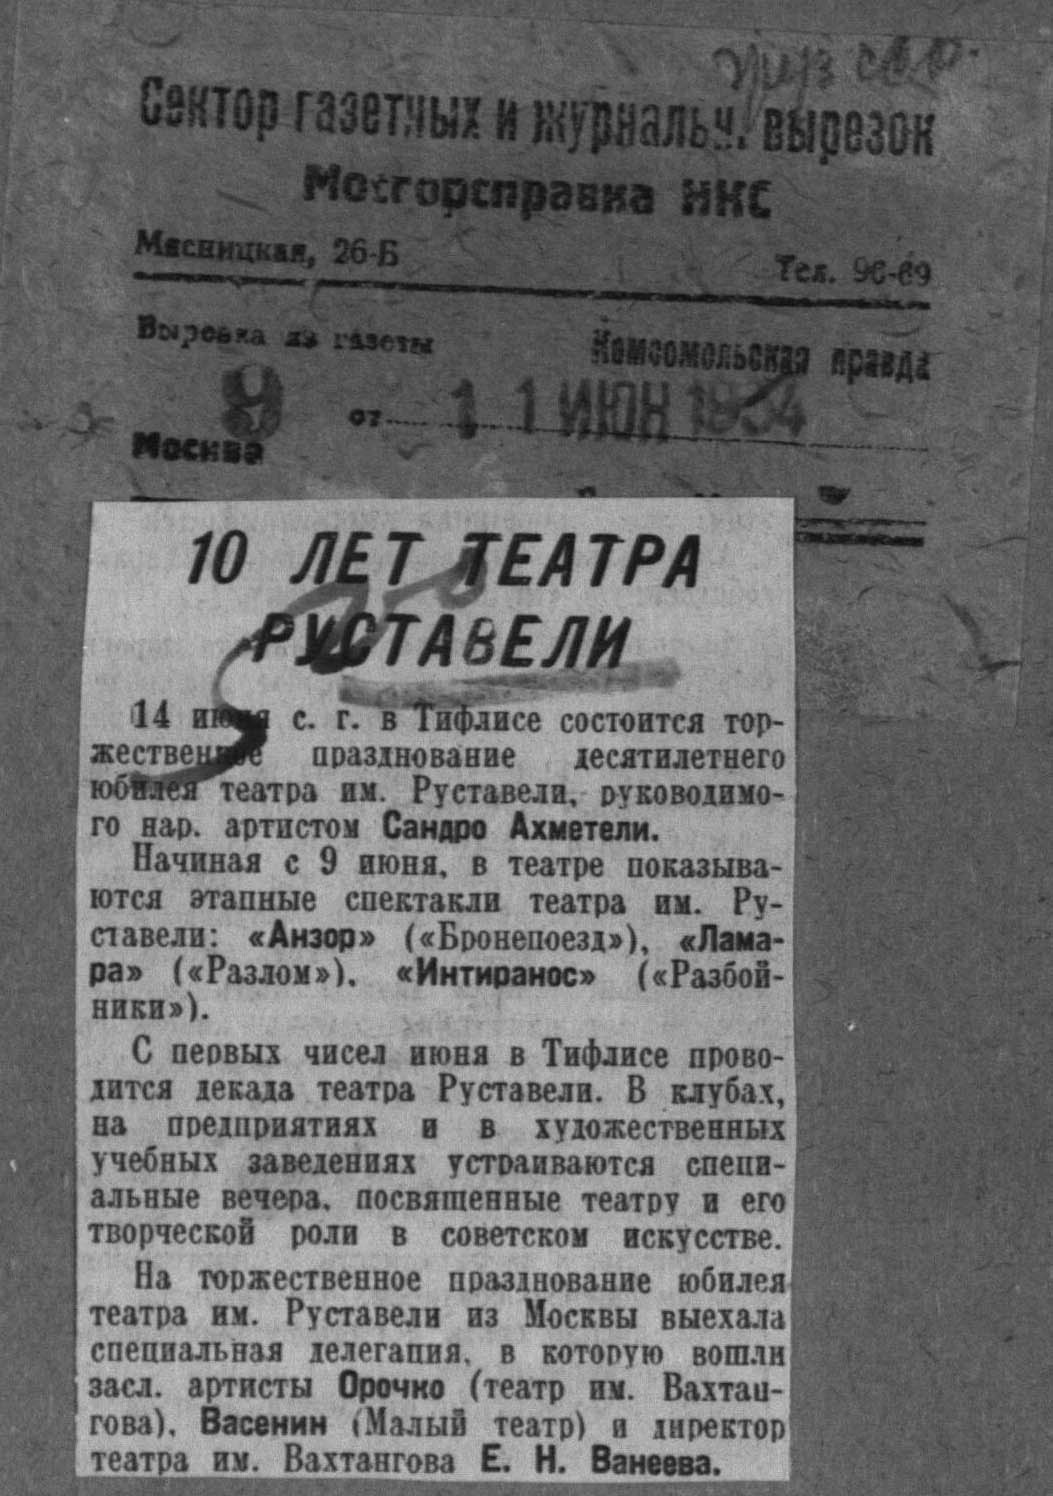 груз сср.
Сектор газетных и журнальн. вырезок
Мосгорсправка НКС
Мясницкая, 26-Б Тел. 96-69
Вырезка из газеты Комсомольская правда
9 от 11 ИЮН 1934
Москва
10 ЛЕТ ТЕАТРА
РУСТАВЕЛИ
14 июня с. г. в Тифлисе состоится тор-
жественное празднование десятилетнего
юбилея театра им. Руставели, руководимо-
го нар. артистом Сандро Ахметели.
Начиная с 9 июня, в театре показыва-
ются этапные спектакли театра им. Ру-
ставели: «Анзор» («Бронепоезд»), «Лама-
ра» («Разлом»), «Интиранос» («Разбой-
ники»).
С первых чисел июня в Тифлисе прово-
дится декада театра Руставели. В клубах,
на предприятиях и в художественных
учебных заведениях устраиваются специ-
альные вечера, посвященные театру и его
творческой роли в советском искусстве.
На торжественное празднование юбилея
театра им. Руставели из Москвы выехала
специальная делегация, в которую вошли
засл. артисты Орочко (театр им. Вахтан-
гова), Васенин (Малый театр) и директор
театра им. Вахтангова Е. Н. Ванеева.